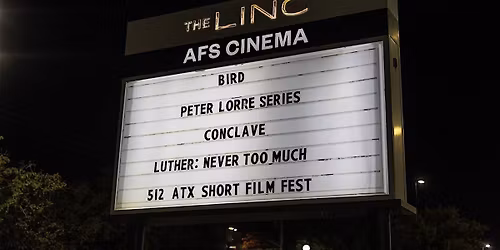 THE LINC
AFS CINEMA
BIRD
PETER LORRE SERIES
CONCLAVE
LUTHER: NEVER TOO MUCH
512 ATX SHORT FILM FEST